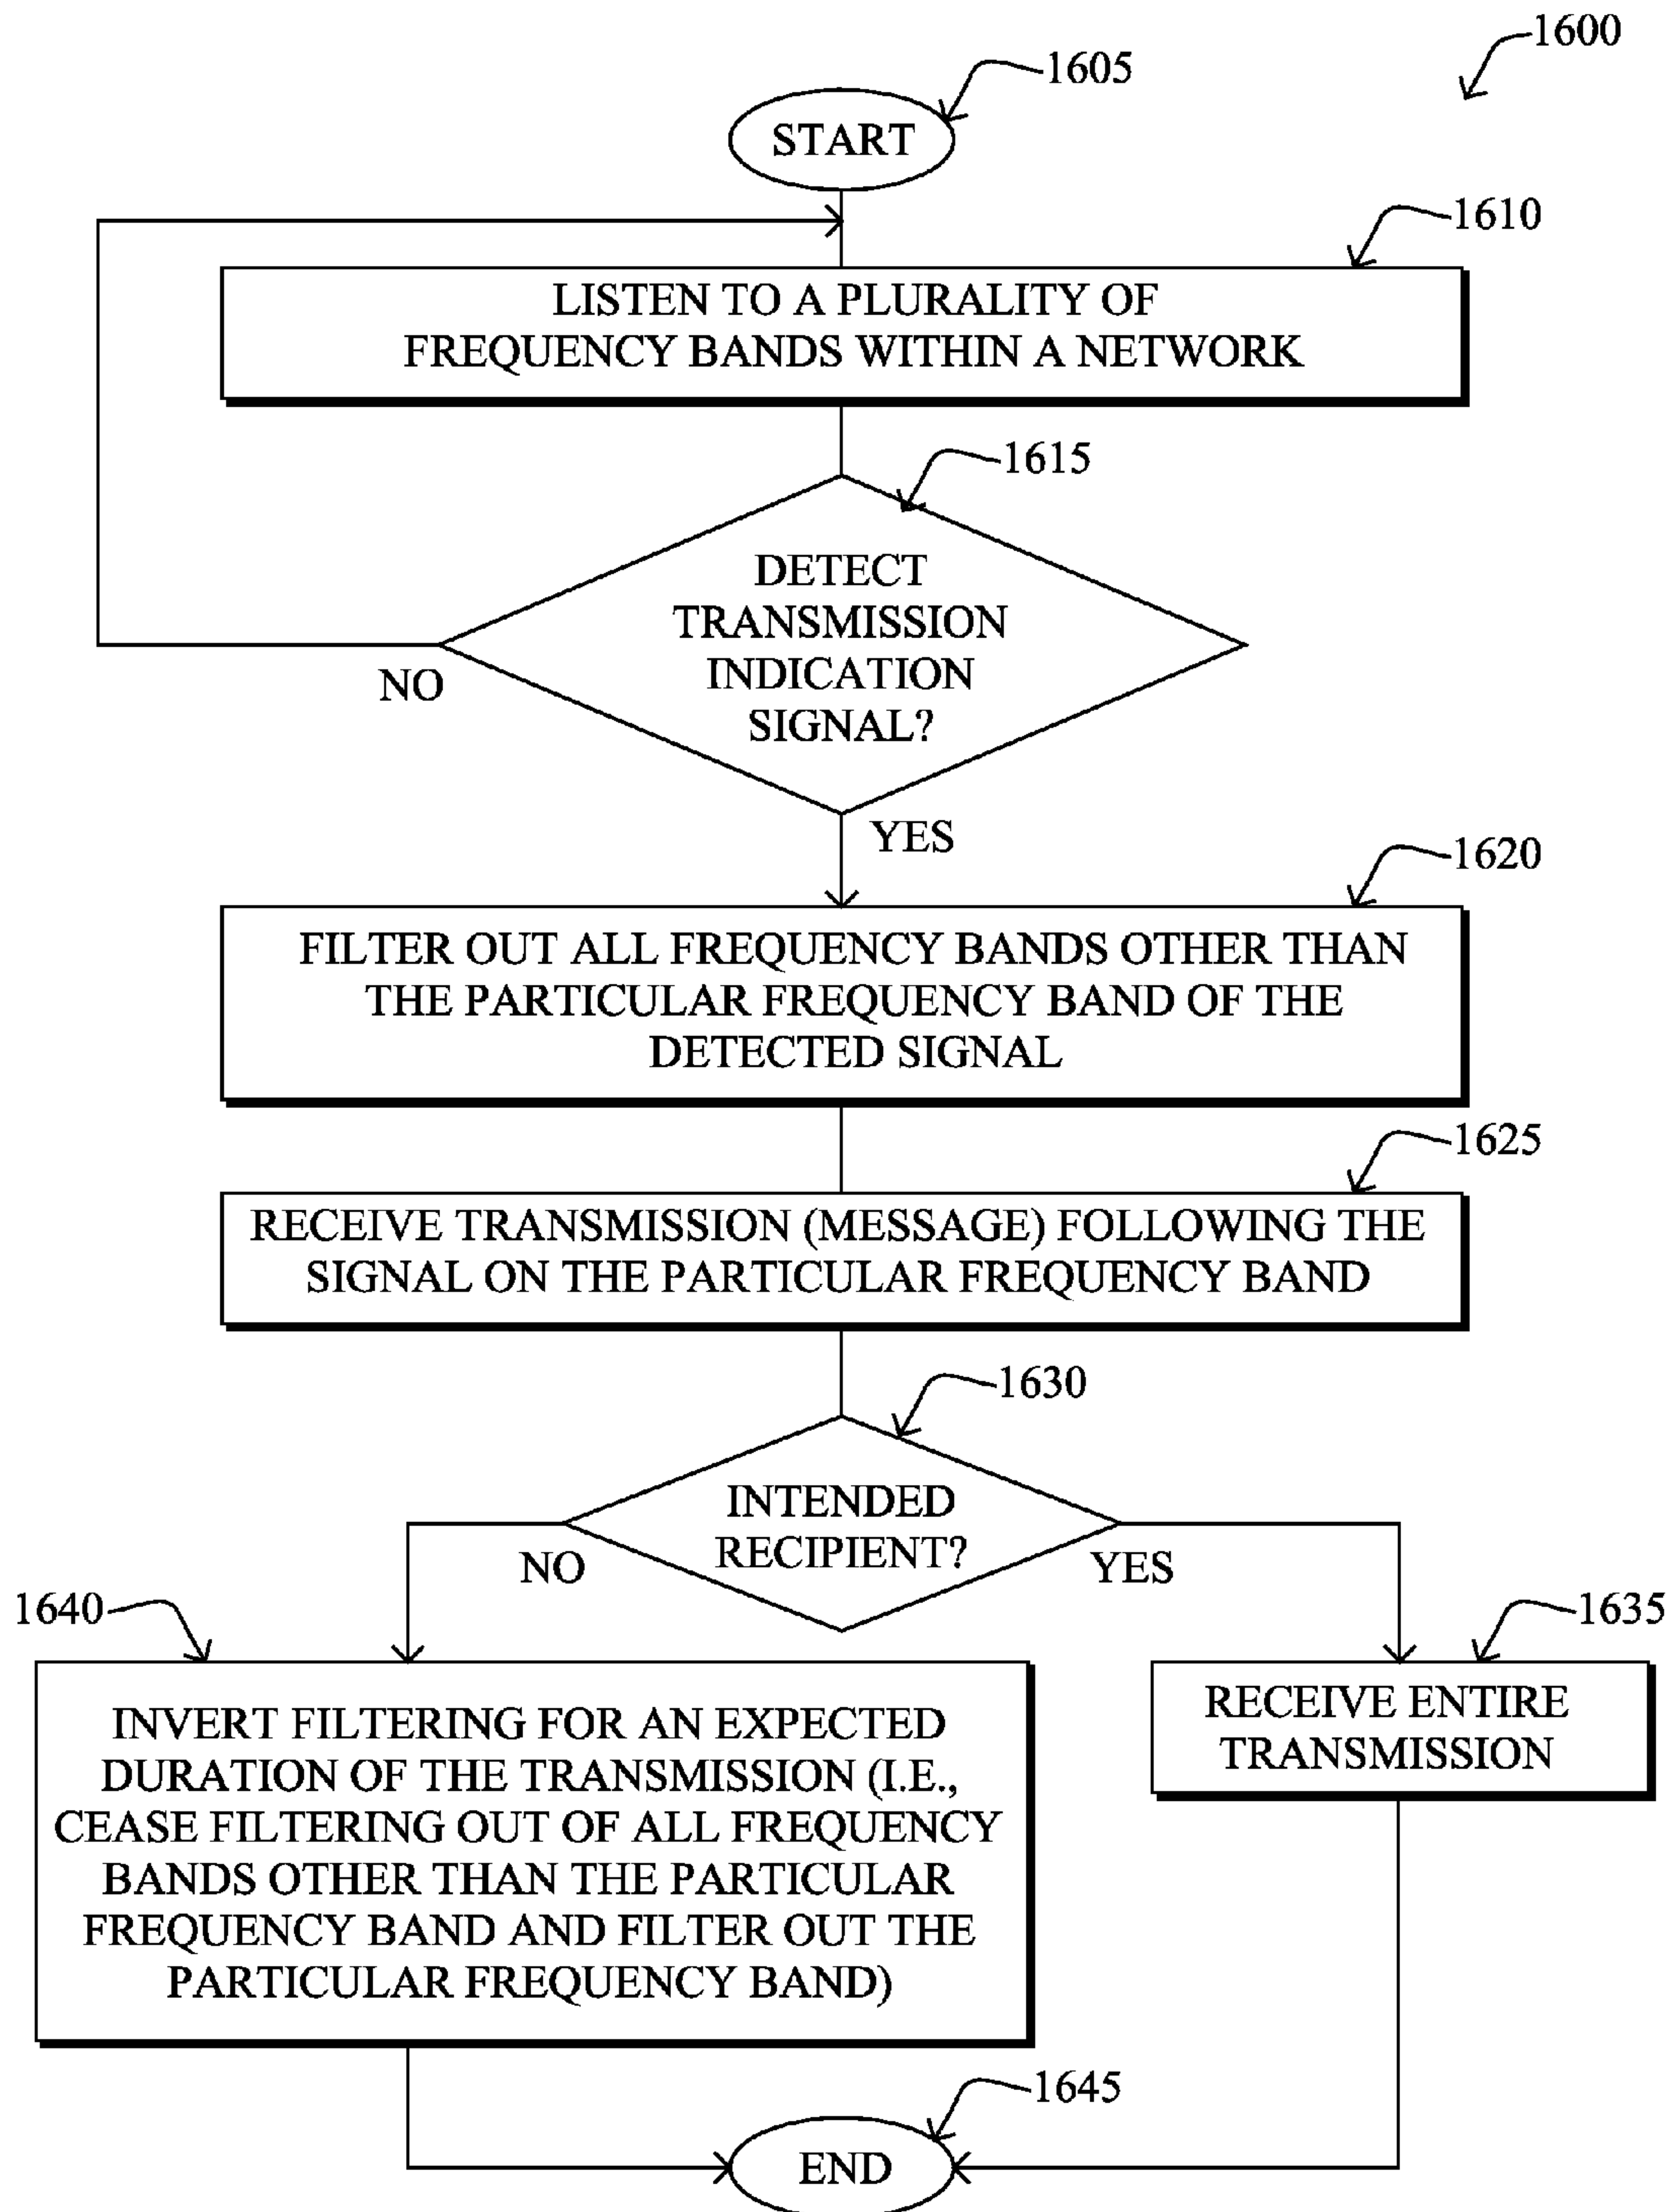 1600
1605
START
1610
LISTEN TO A PLURALITY OF
FREQUENCY BANDS WITHIN A NETWORK
1615
DETECT
TRANSMISSION
INDICATION
SIGNAL?
NO
YES
1620
FILTER OUT ALL FREQUENCY BANDS OTHER THAN
THE PARTICULAR FREQUENCY BAND OF THE
DETECTED SIGNAL
1625
RECEIVE TRANSMISSION (MESSAGE) FOLLOWING THE
SIGNAL ON THE PARTICULAR FREQUENCY BAND
1630
INTENDED
RECIPIENT?
NO
YES
1640
1635
INVERT FILTERING FOR AN EXPECTED
DURATION OF THE TRANSMISSION (I.E.,
CEASE FILTERING OUT OF ALL FREQUENCY
BANDS OTHER THAN THE PARTICULAR
FREQUENCY BAND AND FILTER OUT THE
PARTICULAR FREQUENCY BAND)
RECEIVE ENTIRE
TRANSMISSION
1645
END